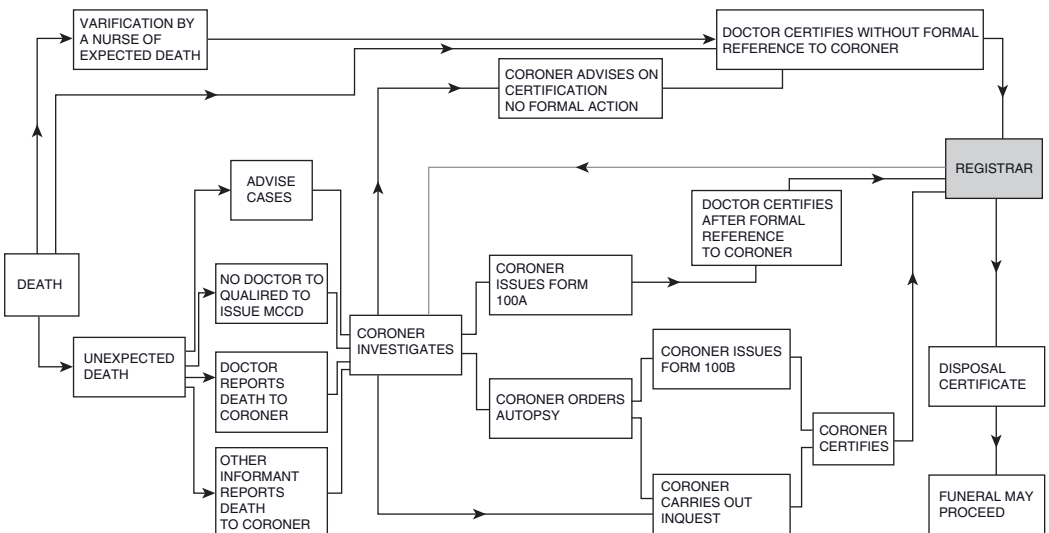 VARIFICATION BY
A NURSE OF
EXPECTED DEATH
DOCTOR CERTIFIES WITHOUT FORMAL
REFERENCE TO CORONER
CORONER ADVISES ON
CERTIFICATION
NO FORMAL ACTION
REGISTRAR
ADVISE
CASES
DOCTOR CERTIFIES
AFTER FORMAL
REFERENCE
TO CORONER
DEATH
NO DOCTOR TO
QUALIRED TO
ISSUE MCCD
CORONER
ISSUES FORM
100A
UNEXPECTED
DEATH
CORONER
INVESTIGATES
DOCTOR
REPORTS
DEATH TO
CORONER
CORONER ISSUES
FORM 100B
DISPOSAL
CERTIFICATE
CORONER ORDERS
AUTOPSY
CORONER
CERTIFIES
OTHER
INFORMANT
REPORTS
DEATH
TO CORONER
CORONER
CARRIES OUT
INQUEST
FUNERAL MAY
PROCEED